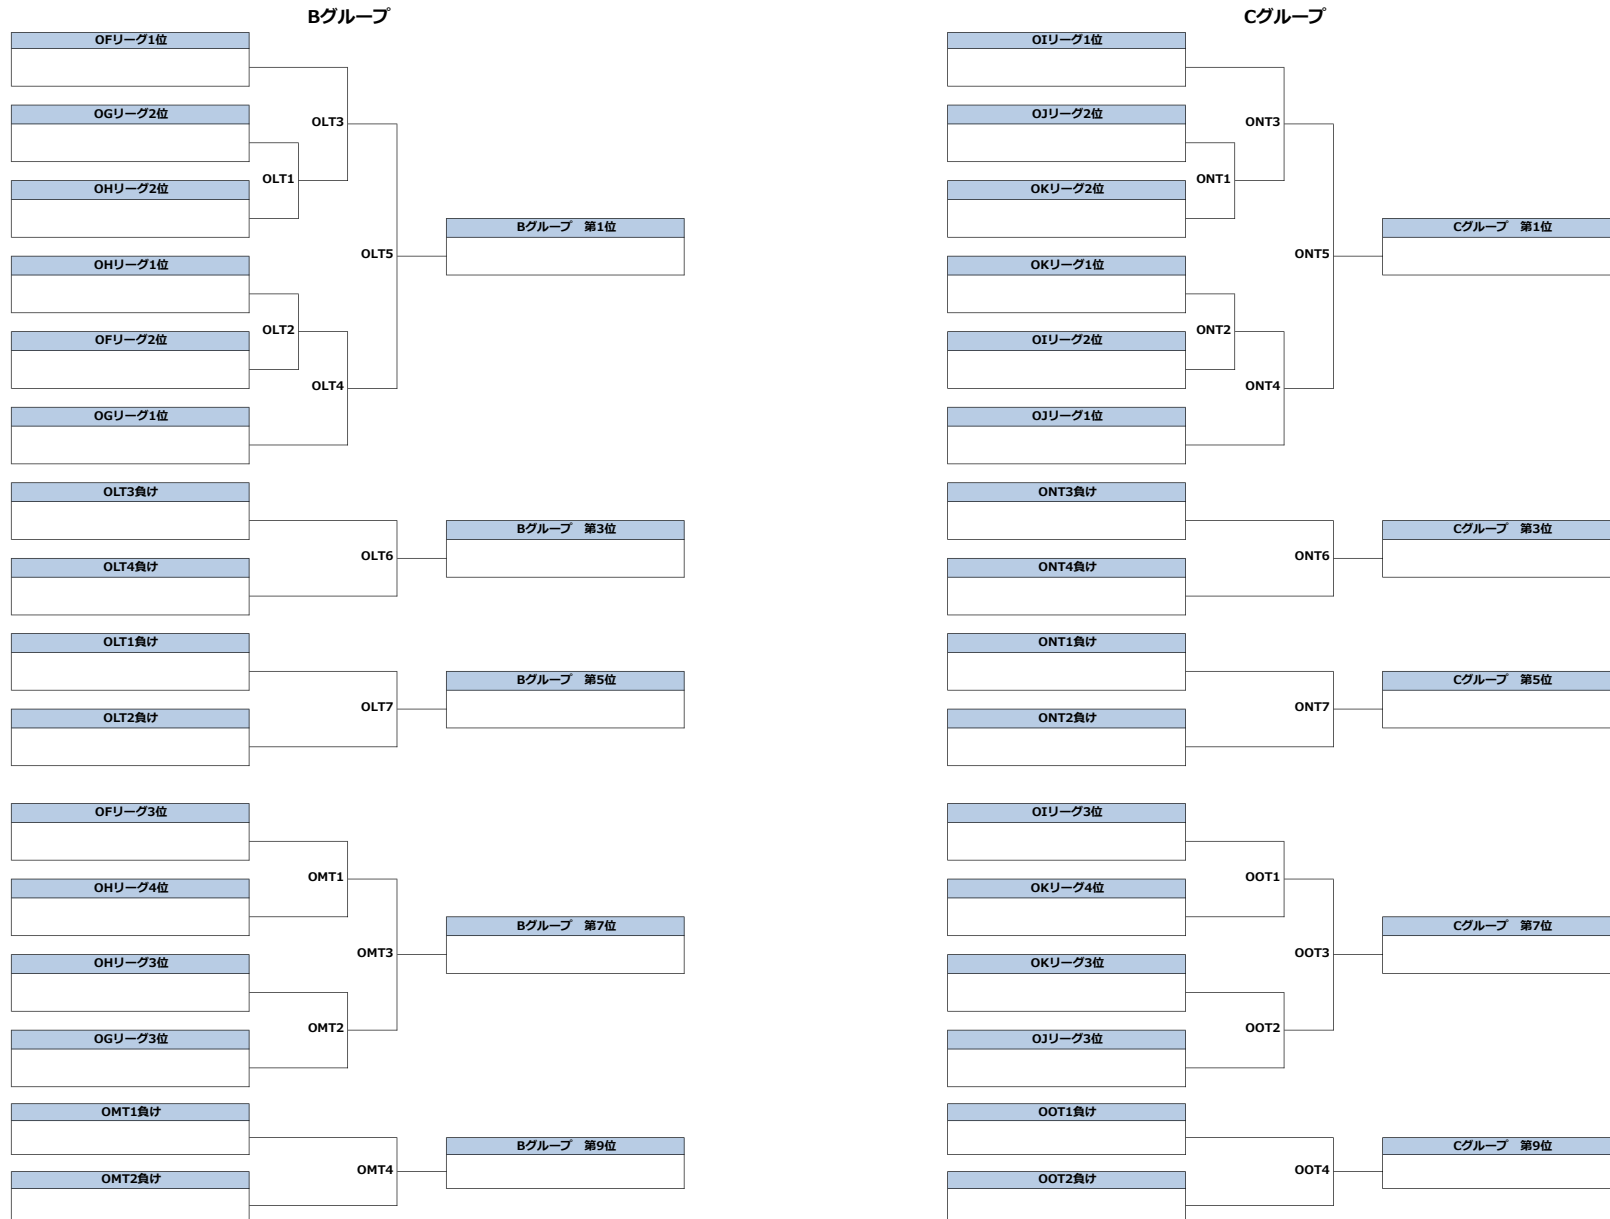 Bグループ
OFリーグ1位
OGリーグ2位
OLT3
OLT1
OHリーグ2位
Bグループ　第1位
OLT5
OHリーグ1位
OLT2
OFリーグ2位
OLT4
OGリーグ1位
OLT3負け
Bグループ　第3位
OLT6
OLT4負け
OLT1負け
Bグループ　第5位
OLT7
OLT2負け
OFリーグ3位
OMT1
OHリーグ4位
Bグループ　第7位
OMT3
OHリーグ3位
OMT2
OGリーグ3位
OMT1負け
Bグループ　第9位
OMT4
OMT2負け
Cグループ
OIリーグ1位
OJリーグ2位
ONT3
ONT1
OKリーグ2位
Cグループ　第1位
ONT5
OKリーグ1位
ONT2
OIリーグ2位
ONT4
OJリーグ1位
ONT3負け
Cグループ　第3位
ONT6
ONT4負け
ONT1負け
Cグループ　第5位
ONT7
ONT2負け
OIリーグ3位
OOT1
OKリーグ4位
Cグループ　第7位
OOT3
OKリーグ3位
OOT2
OJリーグ3位
OOT1負け
Cグループ　第9位
OOT4
OOT2負け